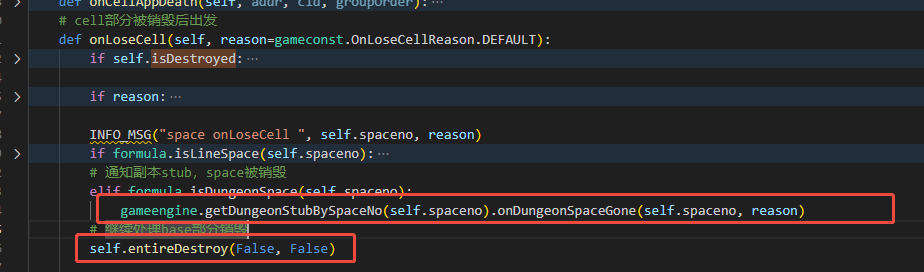 def onCellAppDeath(self, addr, cid, groupOrder):···
# cell部分被销毁后出发
def onLoseCell(self, reason=gameconst.OnLoseCellReason.DEFAULT):
if self.isDestroyed:···
if reason:···
INFO_MSG("space onLoseCell ", self.spaceno, reason)
if formula.isLineSpace(self.spaceno):···
# 通知副本stub, space被销毁
elif formula.isDungeonSpace(self.spaceno):
gameengine.getDungeonStubBySpaceNo(self.spaceno).onDungeonSpaceGone(self.spaceno, reason)
# 继续处理base部分销毁
self.entireDestroy(False, False)